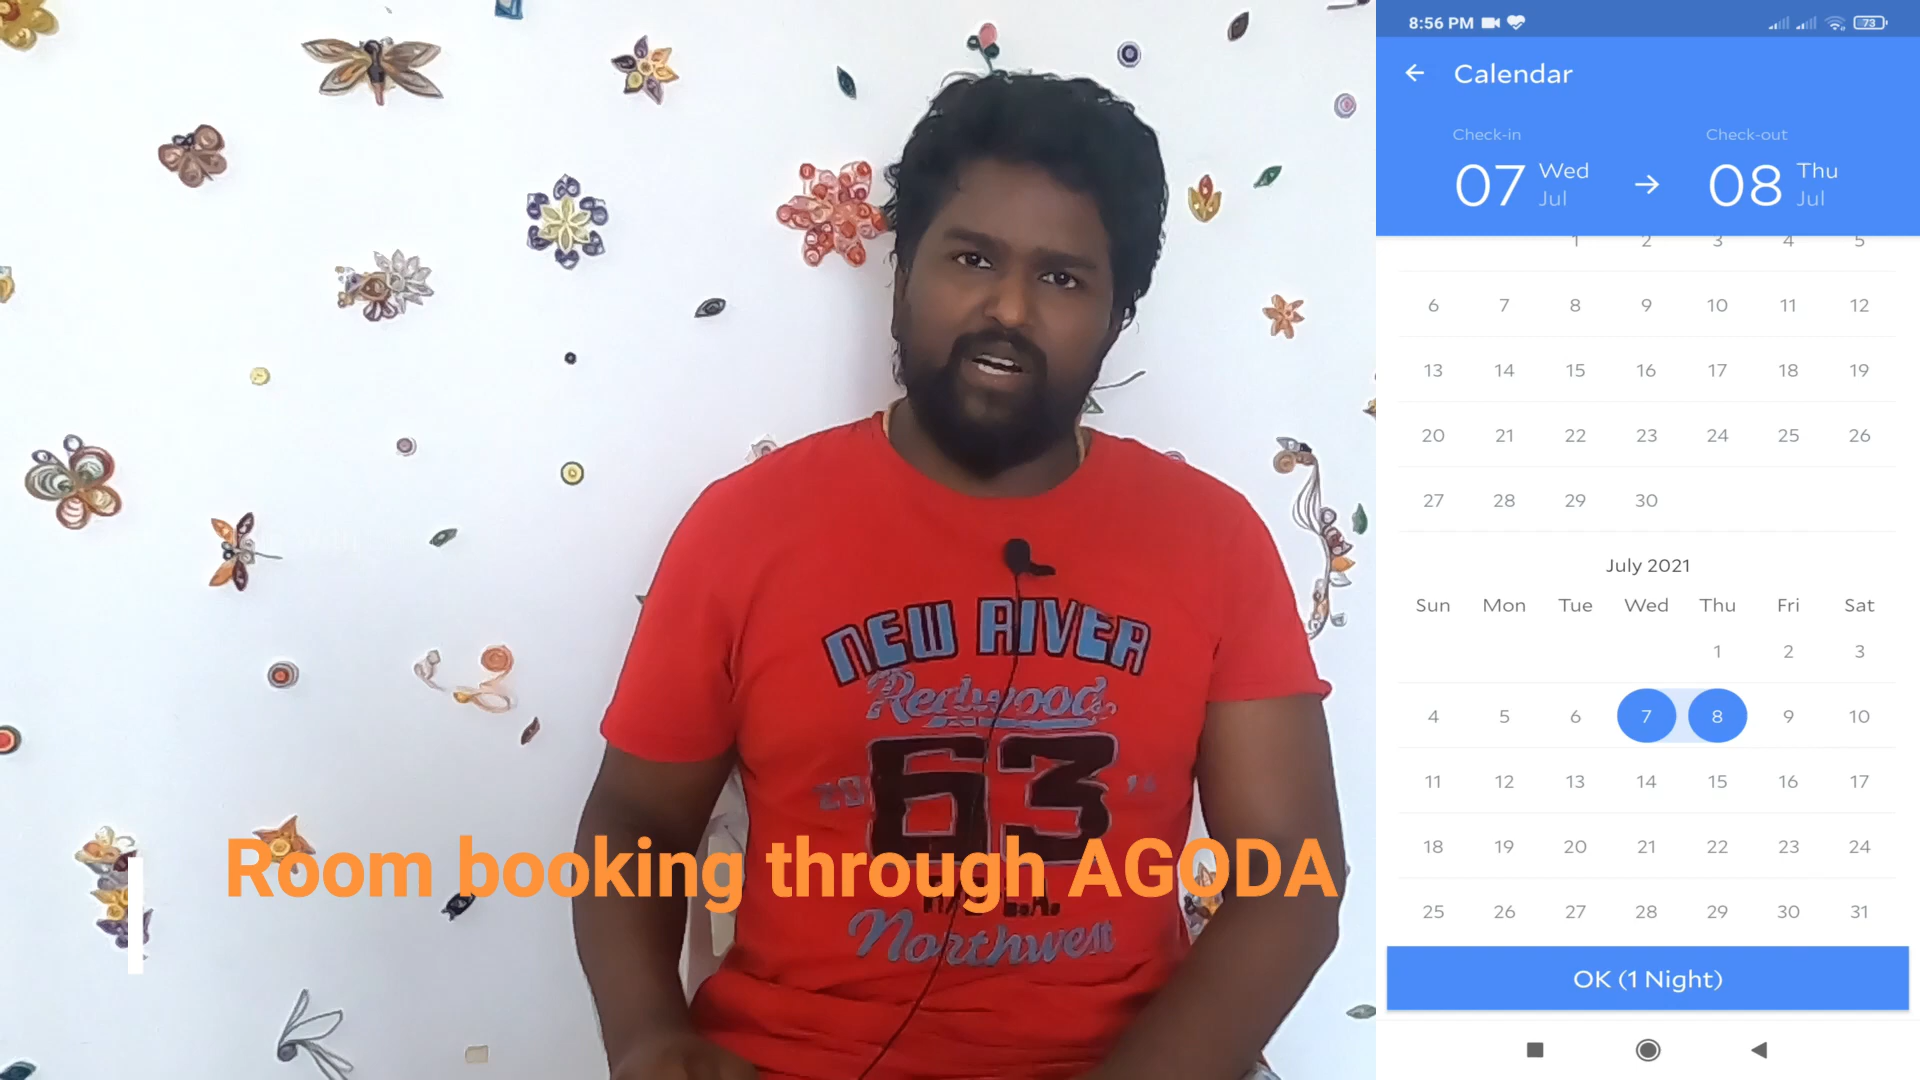 NEW RIVER
Redwood
63
Room booking through AGODA
Northwest
8:56 PM
73
Calendar
Check-in
Check-out
07 Wed Jul → 08 Thu Jul
1 2 3 4 5
6 7 8 9 10 11 12
13 14 15 16 17 18 19
20 21 22 23 24 25 26
27 28 29 30
July 2021
Sun Mon Tue Wed Thu Fri Sat
1 2 3
4 5 6 7 8 9 10
11 12 13 14 15 16 17
18 19 20 21 22 23 24
25 26 27 28 29 30 31
OK (1 Night)